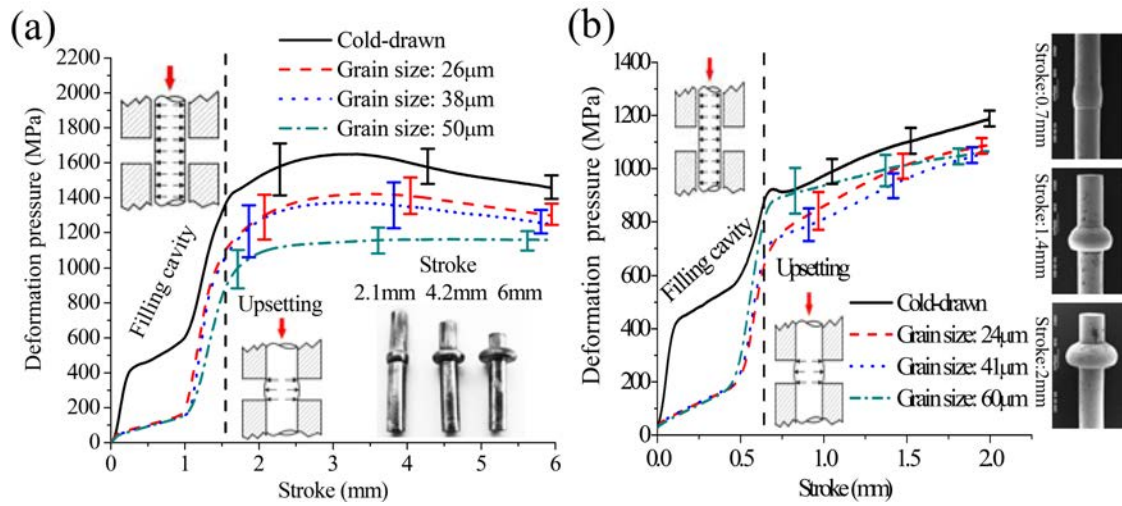 (a)
2200
2000
1800
1600
1400
1200
1000
800
600
400
200
0
Deformation pressure (MPa)
Cold-drawn
Grain size: 26μm
Grain size: 38μm
Grain size: 50μm
Filling cavity
Upsetting
Stroke
2.1mm 4.2mm 6mm
0 1 2 3 4 5 6
Stroke (mm)
(b)
1400
1200
1000
800
600
400
200
0
Deformation pressure (MPa)
Filling cavity
Upsetting
Cold-drawn
Grain size: 24μm
Grain size: 41μm
Grain size: 60μm
0.0 0.5 1.0 1.5 2.0
Stroke (mm)
Stroke:0.7mm
Stroke:1.4mm
Stroke:2mm